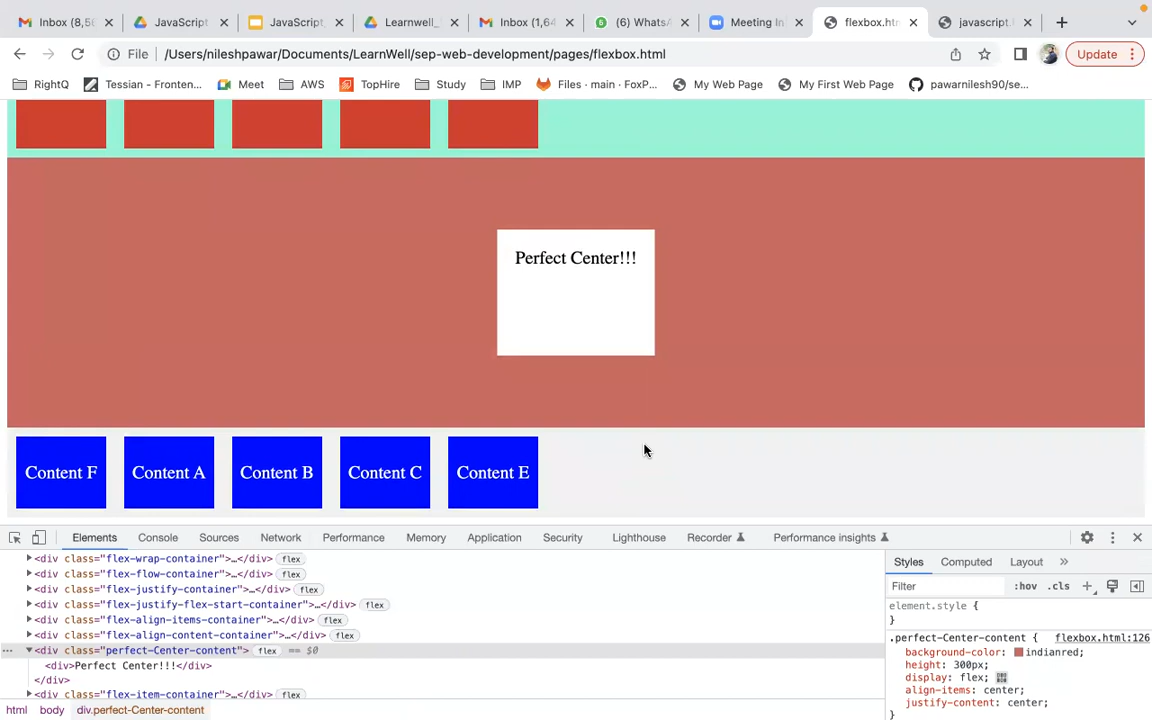 Inbox (8,56
JavaScript
JavaScript
Learnwell_
Inbox (1,64
(6) WhatsA
Meeting In
flexbox.htm
javascript.
File /Users/nileshpawar/Documents/LearnWell/sep-web-development/pages/flexbox.html
Update
RightQ Tessian - Fronten... Meet AWS TopHire Study IMP Files · main · FoxP... My Web Page My First Web Page pawarnilesh90/se...
Perfect Center!!!
Content F Content A Content B Content C Content E
Elements Console Sources Network Performance Memory Application Security Lighthouse Recorder Performance insights
<div class="flex-wrap-container">…</div> flex
<div class="flex-flow-container">…</div> flex
<div class="flex-justify-container">…</div> flex
<div class="flex-justify-flex-start-container">…</div> flex
<div class="flex-align-items-container">…</div> flex
<div class="flex-align-content-container">…</div> flex
<div class="perfect-Center-content"> flex == $0
<div>Perfect Center!!!</div>
</div>
<div class="flex-item-container">…</div> flex
html body div.perfect-Center-content
Styles Computed Layout
Filter :hov .cls
element.style {
}
.perfect-Center-content { flexbox.html:126
background-color: indianred;
height: 300px;
display: flex;
align-items: center;
justify-content: center;
}